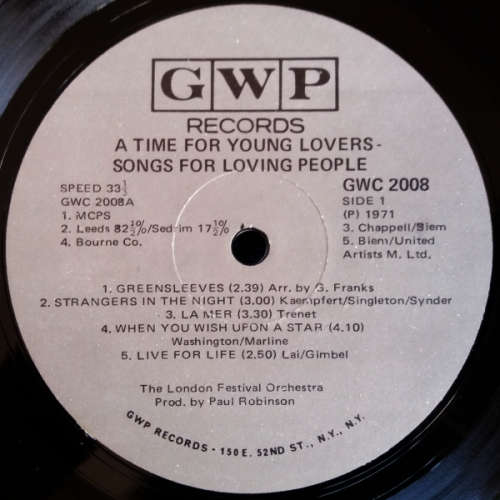 GWP
RECORDS
A TIME FOR YOUNG LOVERS-
SONGS FOR LOVING PEOPLE
SPEED 33⅓
GWC 2008A
1. MCPS
2. Leeds 82½%/Sedrim 17½%
4. Bourne Co.
GWC 2008
SIDE 1
(P) 1971
3. Chappell/Biem
5. Biem/United
Artists M. Ltd.
1. GREENSLEEVES (2.39) Arr. by G. Franks
2. STRANGERS IN THE NIGHT (3.00) Kaempfert/Singleton/Synder
3. LA MER (3.30) Trenet
4. WHEN YOU WISH UPON A STAR (4.10)
Washington/Marline
5. LIVE FOR LIFE (2.50) Lai/Gimbel
The London Festival Orchestra
Prod. by Paul Robinson
GWP RECORDS - 150 E. 52ND ST., N.Y., N.Y.